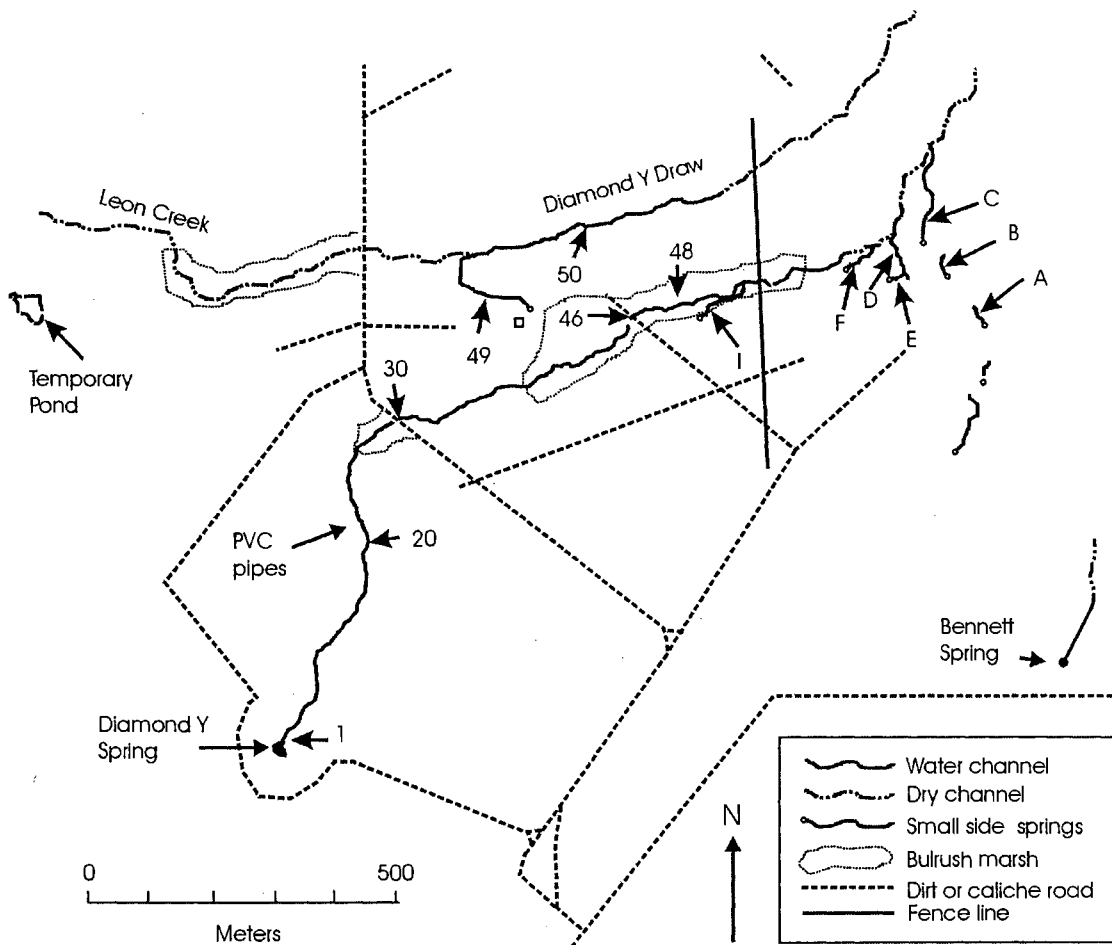 Leon Creek
Diamond Y Draw
C
B
A
50
48
46
F
D
E
I
49
30
Temporary
Pond
PVC
pipes
20
Bennett
Spring
Diamond Y
Spring
1
N
0
500
Meters
Water channel
Dry channel
Small side springs
Bulrush marsh
Dirt or caliche road
Fence line